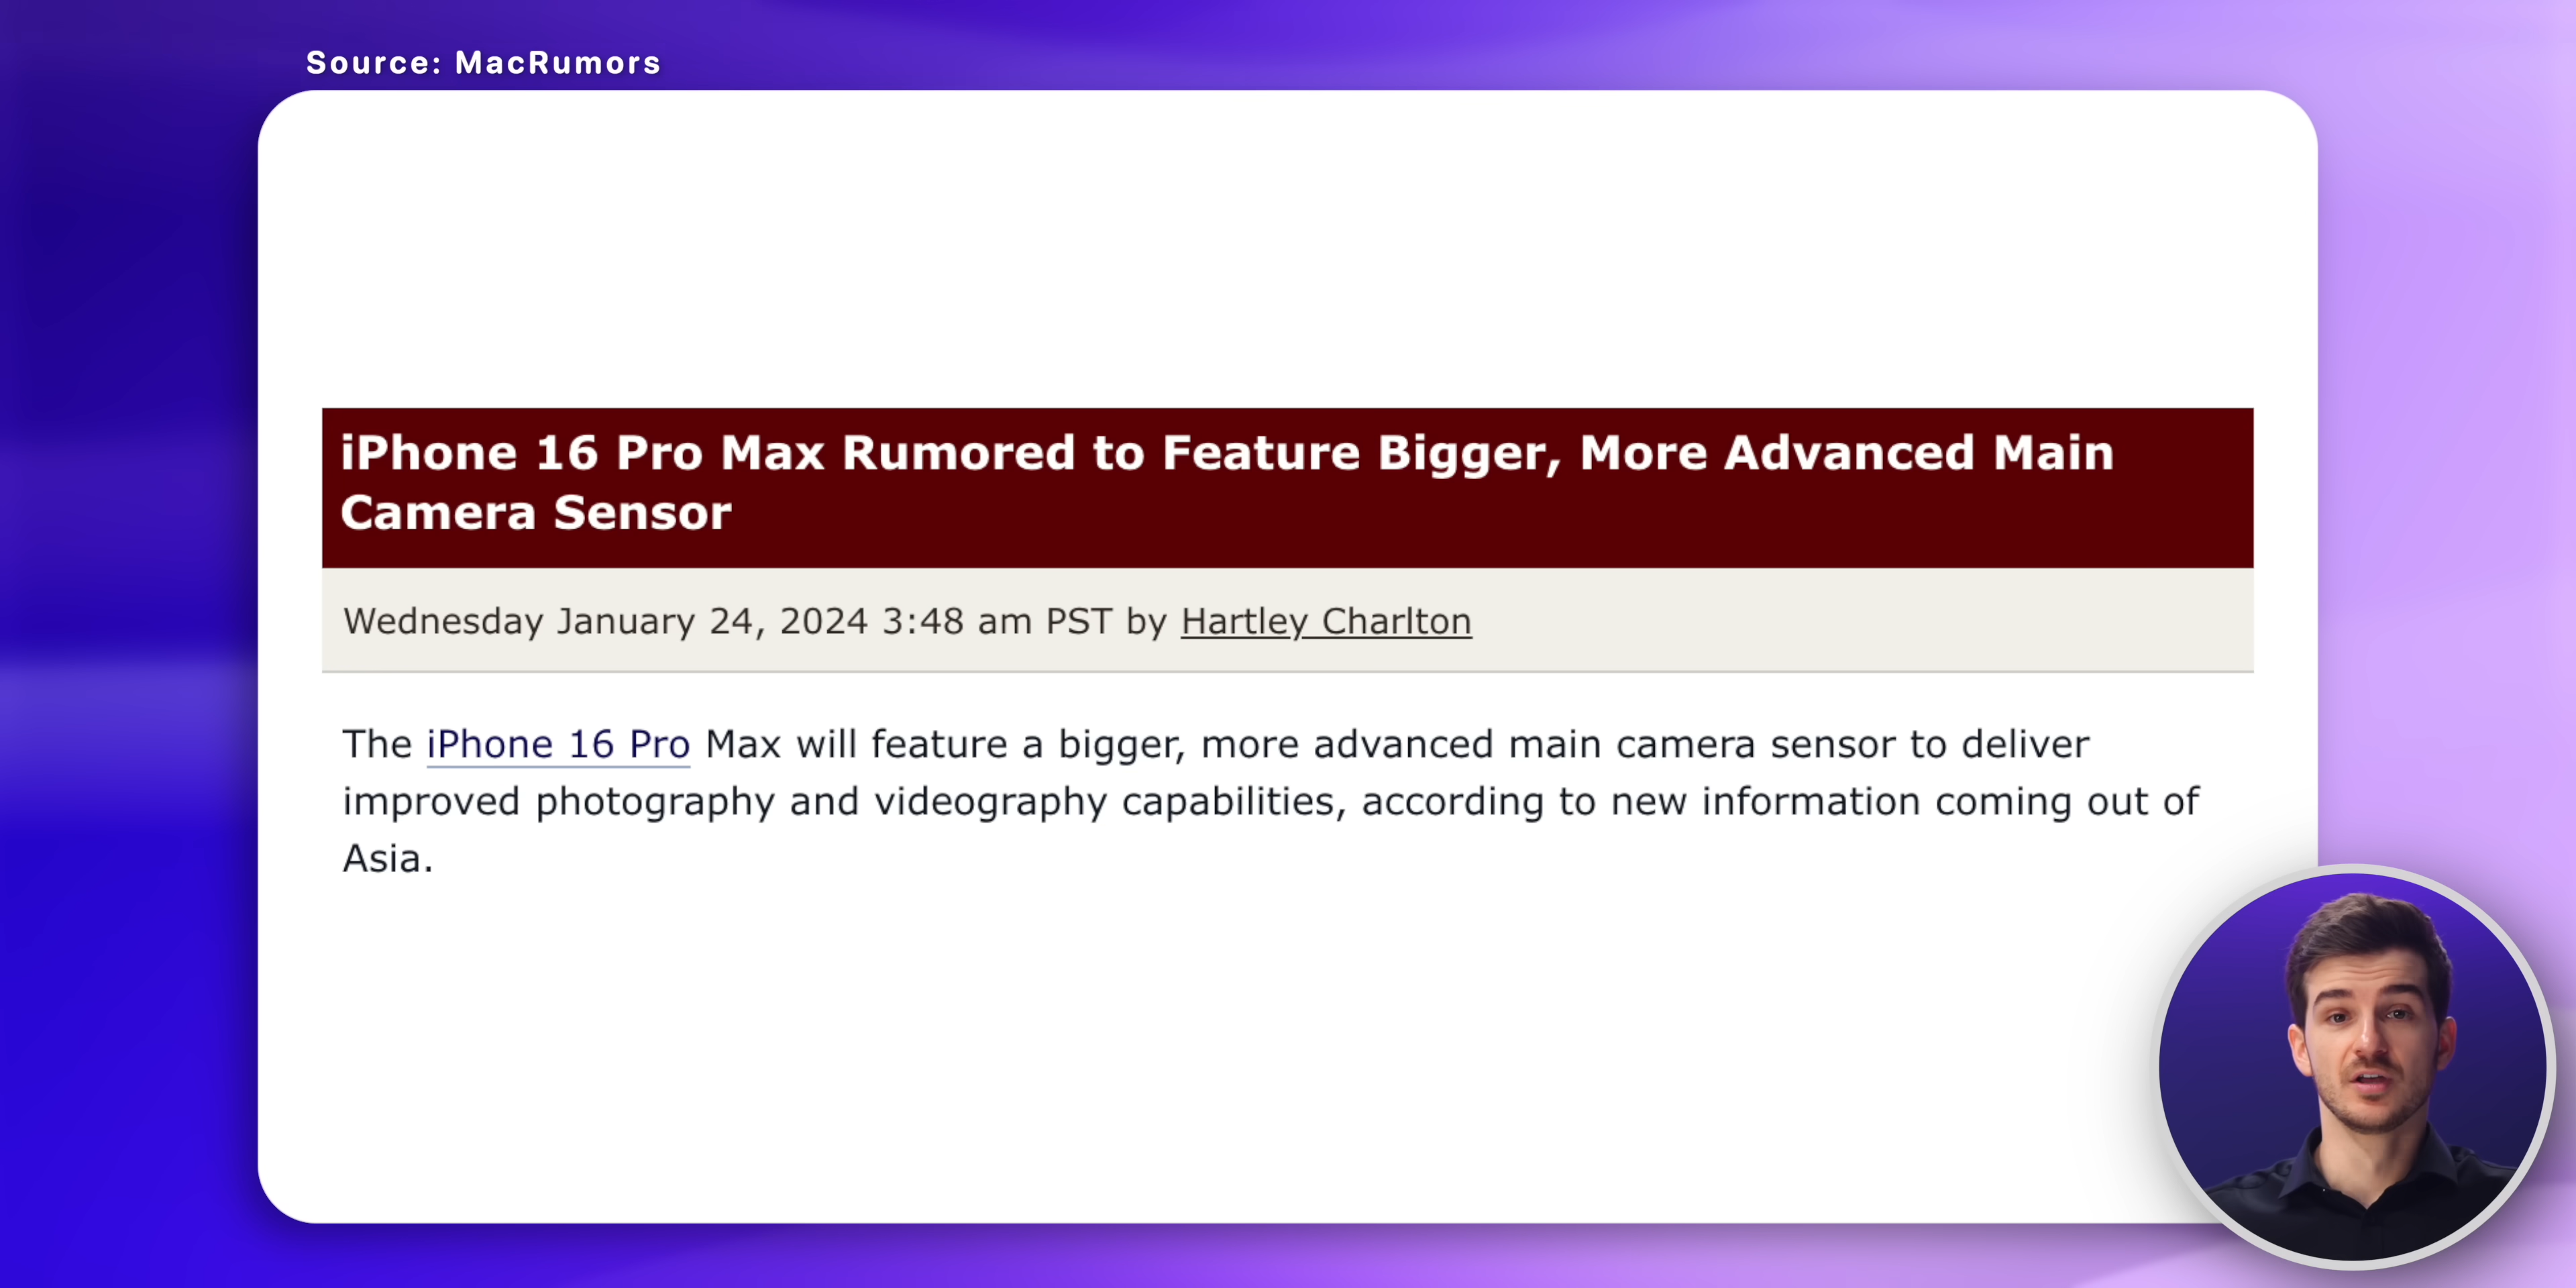 Source: MacRumors
iPhone 16 Pro Max Rumored to Feature Bigger, More Advanced Main
Camera Sensor
Wednesday January 24, 2024 3:48 am PST by Hartley Charlton
The iPhone 16 Pro Max will feature a bigger, more advanced main camera sensor to deliver
improved photography and videography capabilities, according to new information coming out of
Asia.